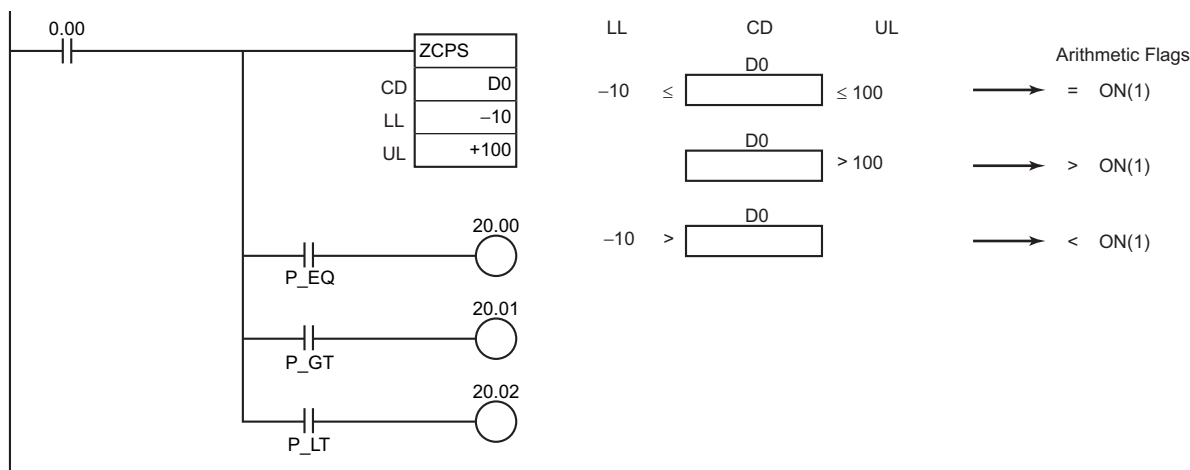 0.00
ZCPS
CD D0
LL −10
UL +100
20.00
P_EQ
20.01
P_GT
20.02
P_LT
LL CD UL
Arithmetic Flags
D0
−10 ≤ ≤ 100 = ON(1)
D0
> 100 > ON(1)
D0
−10 > < ON(1)